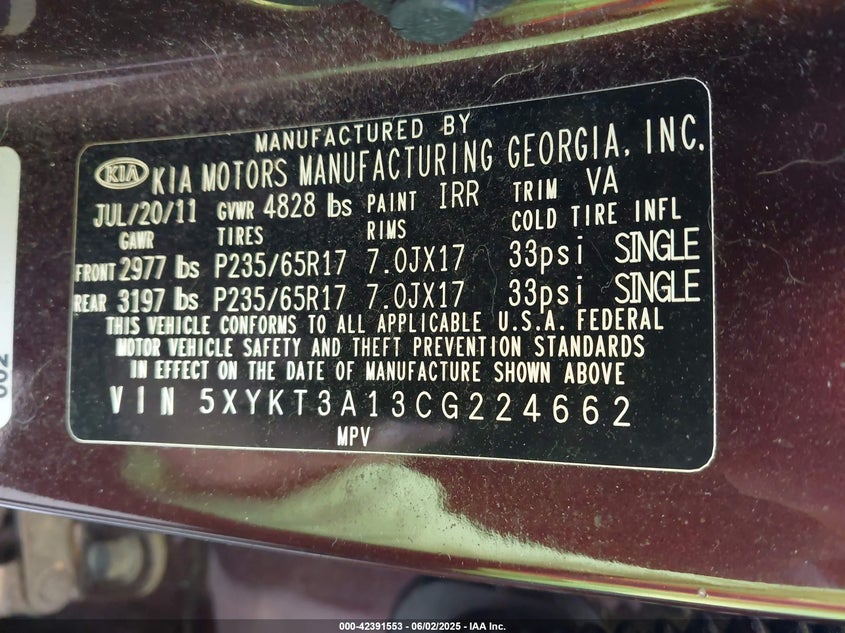 MANUFACTURED BY
KIA KIA MOTORS MANUFACTURING GEORGIA, INC.
JUL/20/11 GVWR 4828 lbs PAINT IRR TRIM VA
GAWR TIRES RIMS COLD TIRE INFL
FRONT 2977 lbs P235/65R17 7.0JX17 33psi SINGLE
REAR 3197 lbs P235/65R17 7.0JX17 33psi SINGLE
THIS VEHICLE CONFORMS TO ALL APPLICABLE U.S.A. FEDERAL
MOTOR VEHICLE SAFETY AND THEFT PREVENTION STANDARDS
IN EFFECT ON THE DATE OF MANUFACTURE SHOWN ABOVE
VIN 5XYKT3A13CG224662
MPV
000-42391553 - 06/02/2025 - IAA Inc.